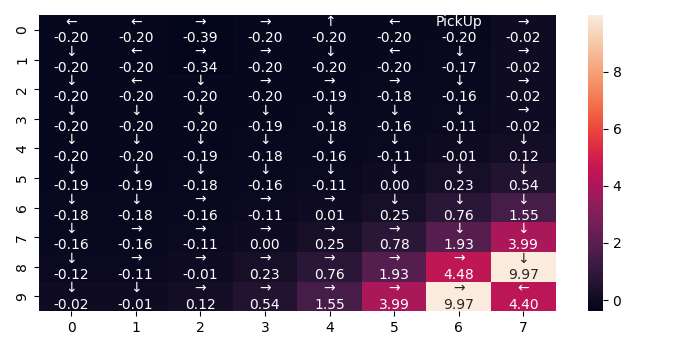 ← ← → → ↑ ← PickUp →
0 -0.20 -0.20 -0.39 -0.20 -0.20 -0.20 -0.20 -0.02
↓ ← → → ↓ ← ↓ →
1 -0.20 -0.20 -0.34 -0.20 -0.20 -0.20 -0.17 -0.02
↓ ← ↓ → → → ↓ →
2 -0.20 -0.20 -0.20 -0.20 -0.19 -0.18 -0.16 -0.02
↓ ↓ ↓ ↓ ↓ ↓ ↓ →
3 -0.20 -0.20 -0.20 -0.19 -0.18 -0.16 -0.11 -0.02
↓ ↓ ↓ ↓ ↓ ↓ ↓ ↓
4 -0.20 -0.20 -0.19 -0.18 -0.16 -0.11 -0.01 0.12
↓ ↓ ↓ ↓ ↓ ↓ ↓ ↓
5 -0.19 -0.19 -0.18 -0.16 -0.11 0.00 0.23 0.54
↓ ↓ → → → ↓ ↓ ↓
6 -0.18 -0.18 -0.16 -0.11 0.01 0.25 0.76 1.55
↓ → → → → → ↓ ↓
7 -0.16 -0.16 -0.11 0.00 0.25 0.78 1.93 3.99
↓ → → → → → → ↓
8 -0.12 -0.11 -0.01 0.23 0.76 1.93 4.48 9.97
↓ ↓ → → → → → ←
9 -0.02 -0.01 0.12 0.54 1.55 3.99 9.97 4.40
0 1 2 3 4 5 6 7
8
6
4
2
0